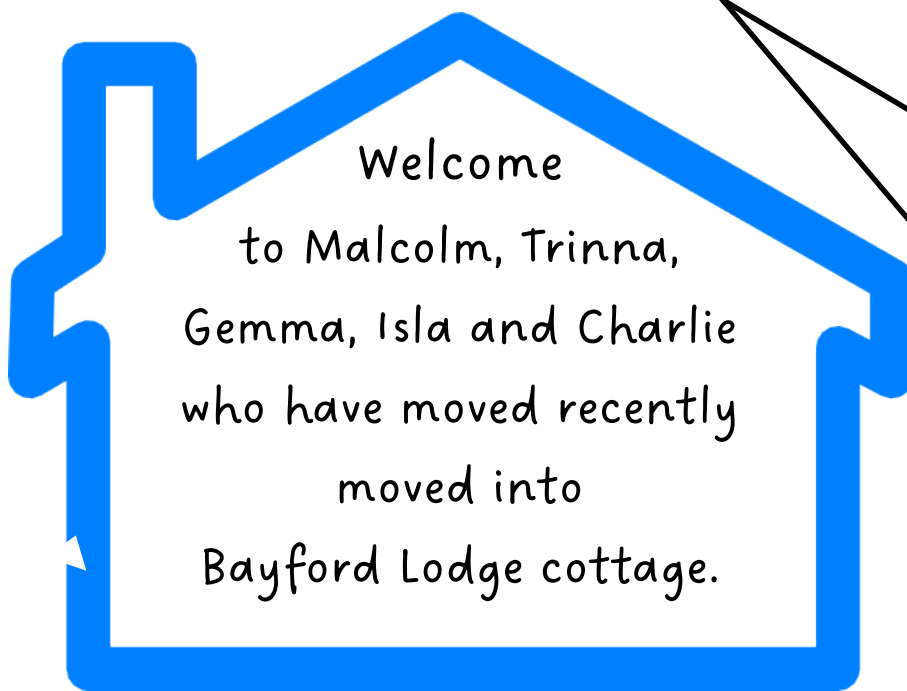 Welcome
to Malcolm, Trinna,
Gemma, Isla and Charlie
who have moved recently
moved into
Bayford Lodge cottage.